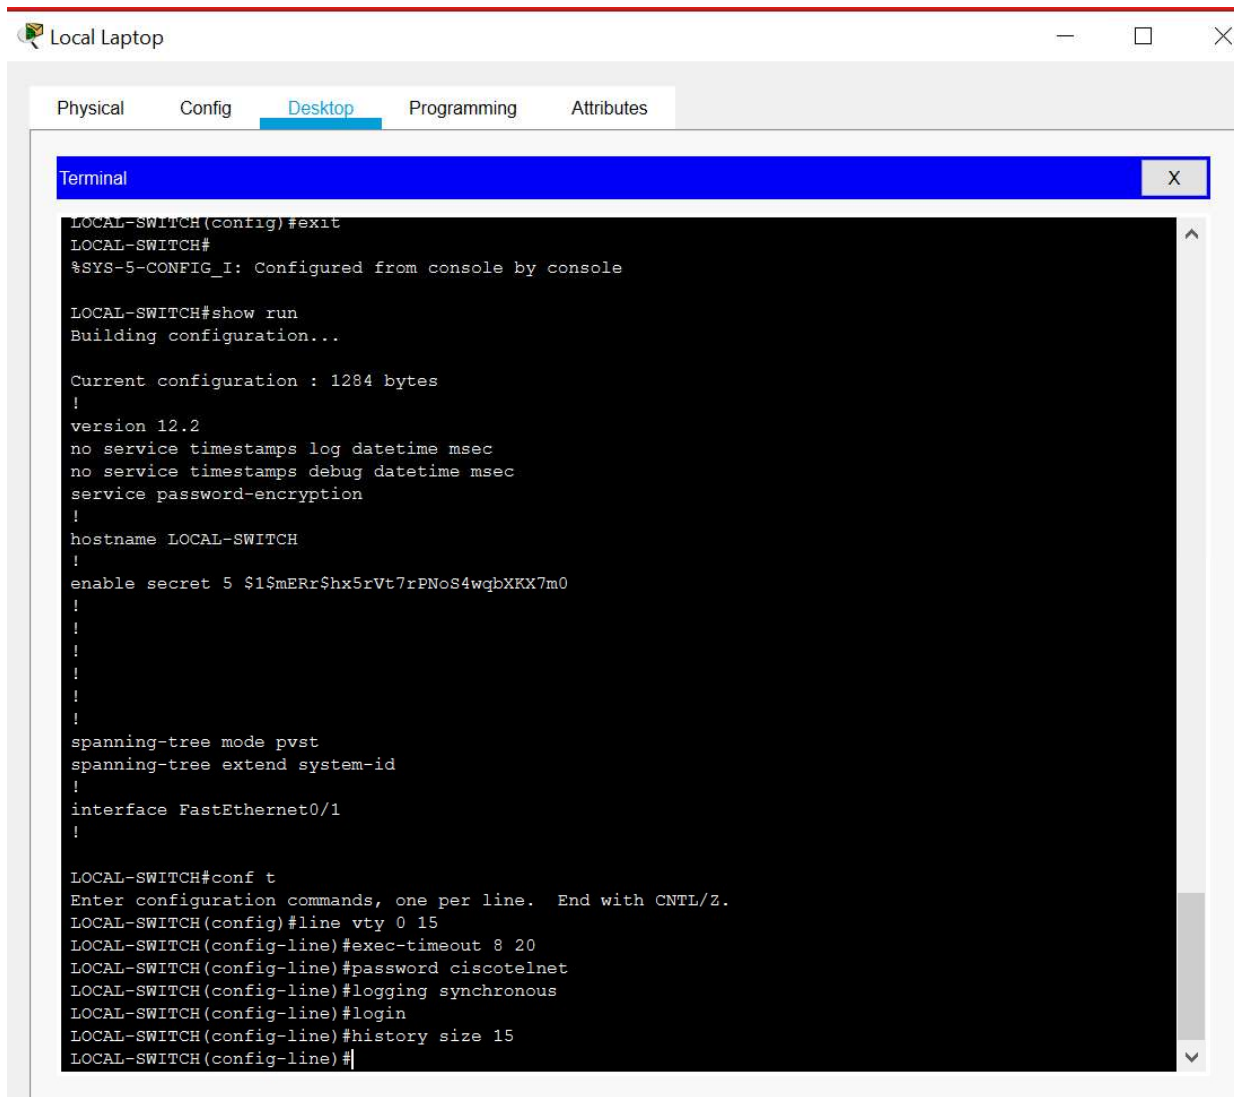 Local Laptop
Physical Config Desktop Programming Attributes
Terminal X
LOCAL-SWITCH(config)#exit
LOCAL-SWITCH#
%SYS-5-CONFIG_I: Configured from console by console
LOCAL-SWITCH#show run
Building configuration...
Current configuration : 1284 bytes
!
version 12.2
no service timestamps log datetime msec
no service timestamps debug datetime msec
service password-encryption
!
hostname LOCAL-SWITCH
!
enable secret 5 $1$mERr$hx5rVt7rPNoS4wqbXKX7m0
!
!
!
!
!
!
spanning-tree mode pvst
spanning-tree extend system-id
!
interface FastEthernet0/1
!
LOCAL-SWITCH#conf t
Enter configuration commands, one per line.  End with CNTL/Z.
LOCAL-SWITCH(config)#line vty 0 15
LOCAL-SWITCH(config-line)#exec-timeout 8 20
LOCAL-SWITCH(config-line)#password ciscotelnet
LOCAL-SWITCH(config-line)#logging synchronous
LOCAL-SWITCH(config-line)#login
LOCAL-SWITCH(config-line)#history size 15
LOCAL-SWITCH(config-line)#